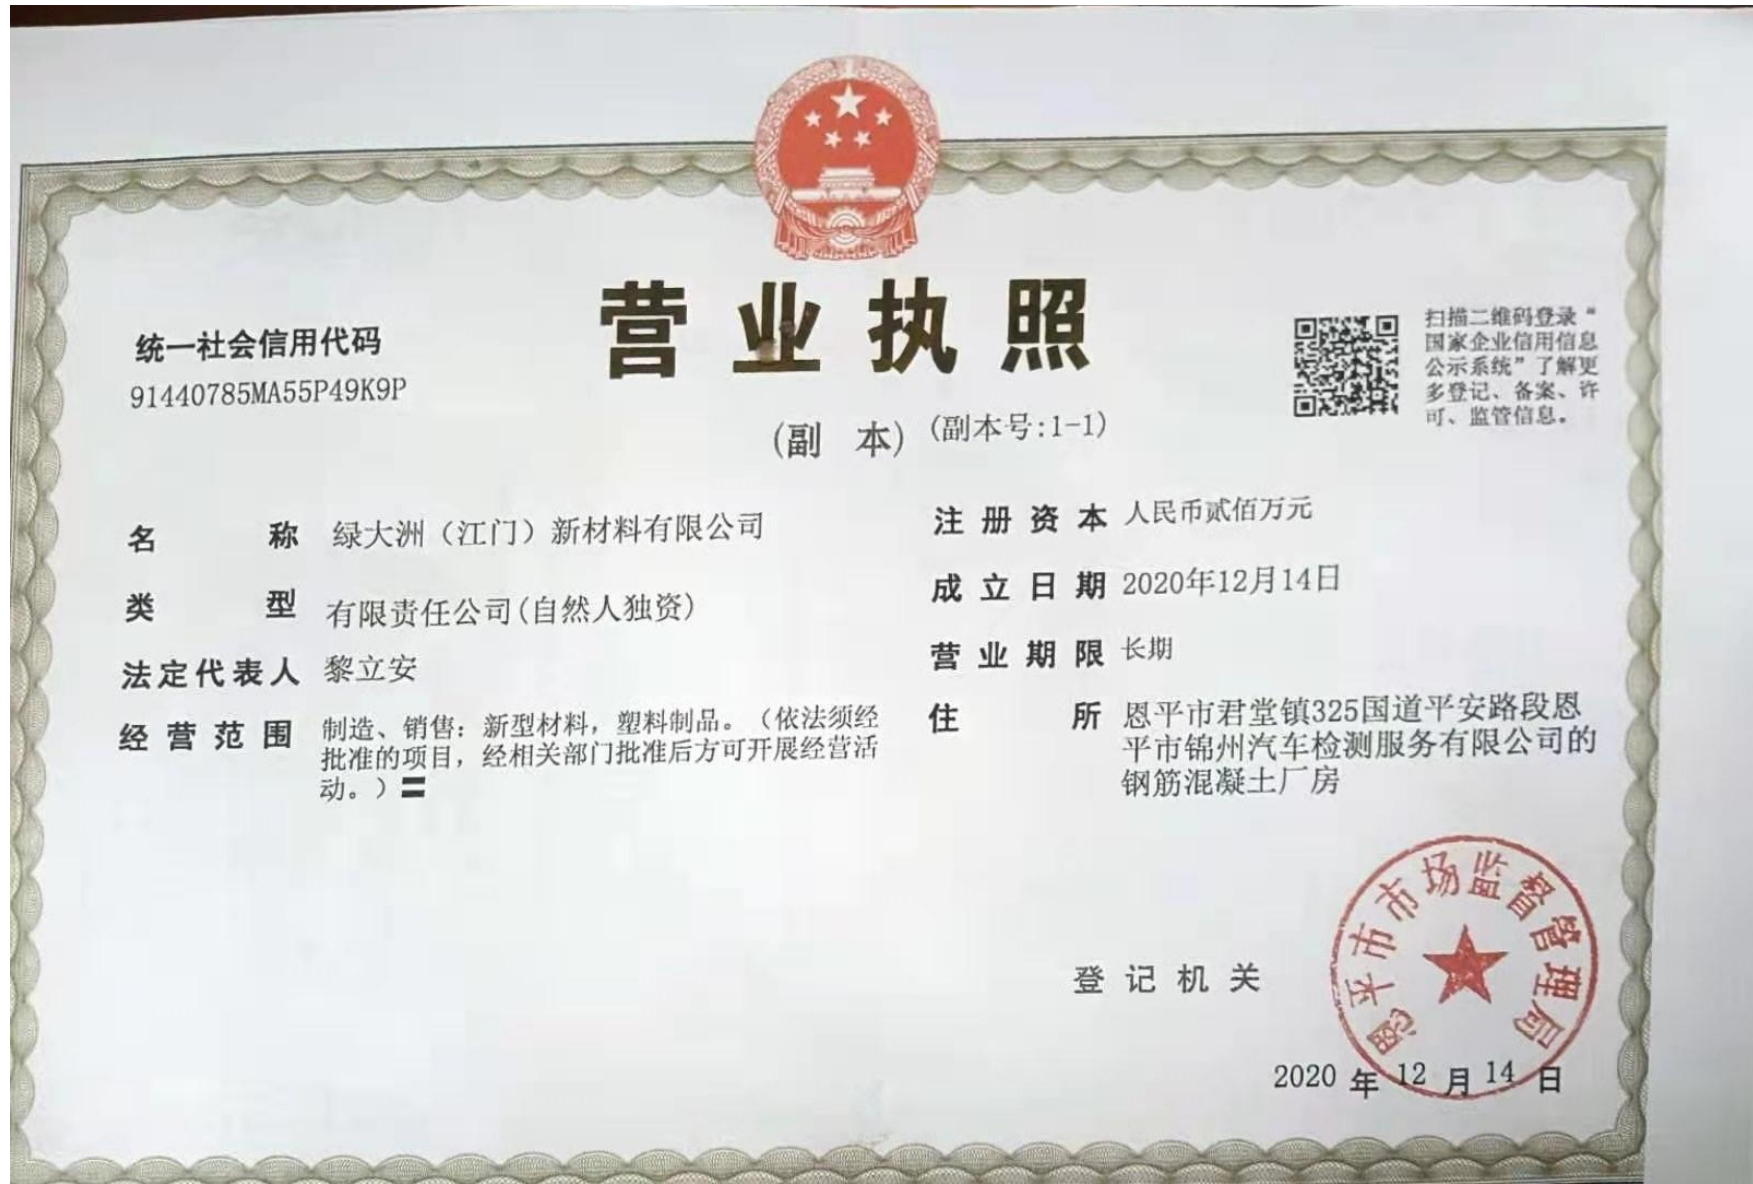 营业执照
(副 本) (副本号:1-1)
统一社会信用代码
91440785MA55P49K9P
扫描二维码登录“
国家企业信用信息
公示系统”了解更
多登记、备案、许
可、监管信息。
名 称 绿大洲（江门）新材料有限公司
类 型 有限责任公司(自然人独资)
法定代表人 黎立安
经营范围 制造、销售：新型材料，塑料制品。（依法须经
批准的项目，经相关部门批准后方可开展经营活
动。）〓
注册资本 人民币贰佰万元
成立日期 2020年12月14日
营业期限 长期
住 所 恩平市君堂镇325国道平安路段恩
平市锦州汽车检测服务有限公司的
钢筋混凝土厂房
登记机关
恩平市市场监督管理局
2020 年 12 月 14 日